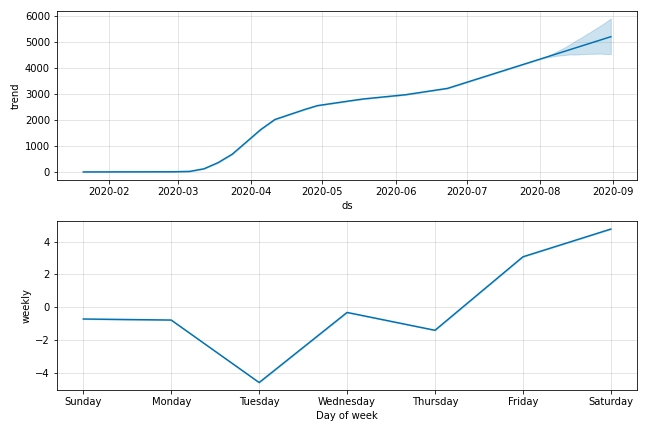 6000
5000
4000
3000
2000
1000
0
trend
2020-02 2020-03 2020-04 2020-05 2020-06 2020-07 2020-08 2020-09
ds
4
2
0
−2
−4
weekly
Sunday Monday Tuesday Wednesday Thursday Friday Saturday
Day of week